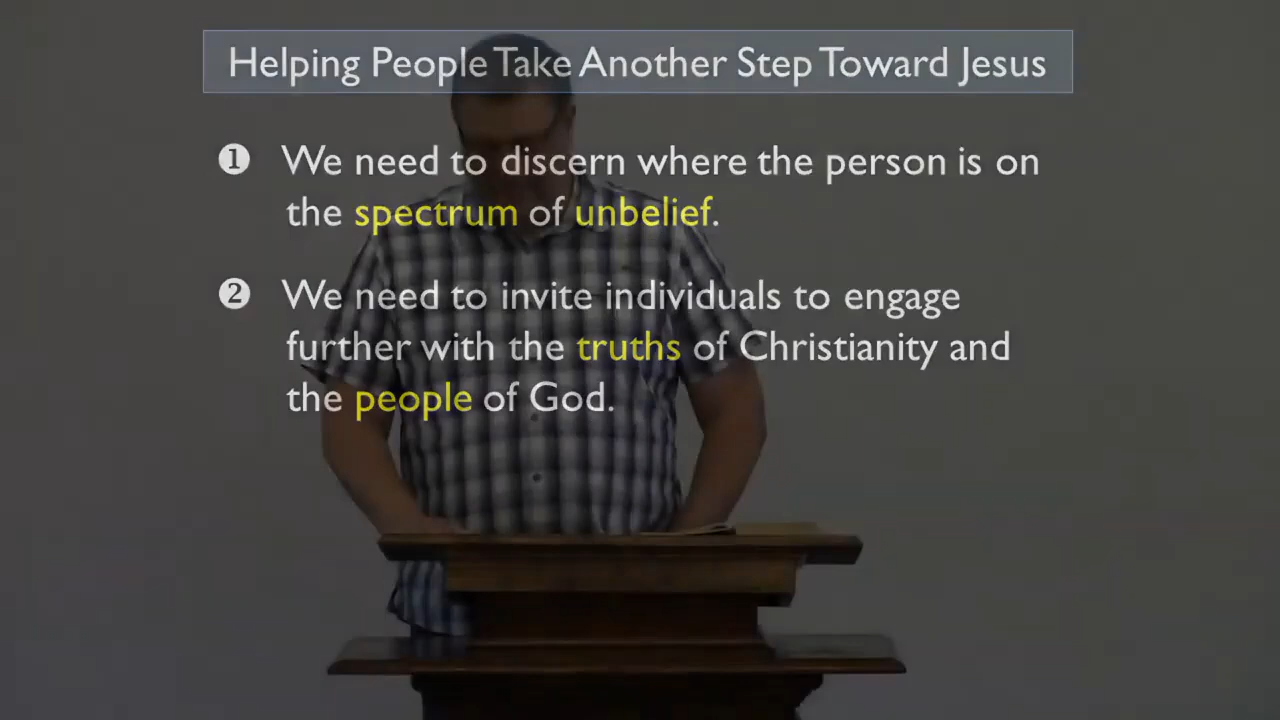 Helping People Take Another Step Toward Jesus
❶ We need to discern where the person is on
the spectrum of unbelief.
❷ We need to invite individuals to engage
further with the truths of Christianity and
the people of God.